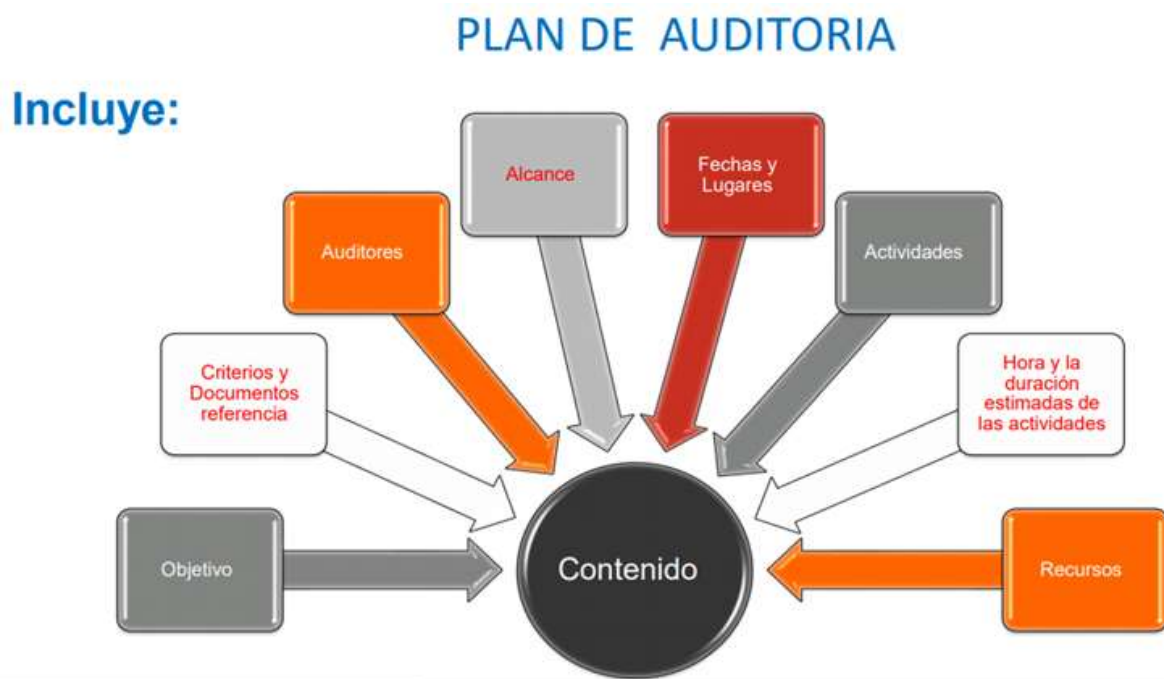 PLAN DE AUDITORIA
Incluye:
Alcance
Fechas y
Lugares
Auditores
Actividades
Criterios y
Documentos
referencia
Hora y la
duración
estimadas de
las actividades
Objetivo
Contenido
Recursos